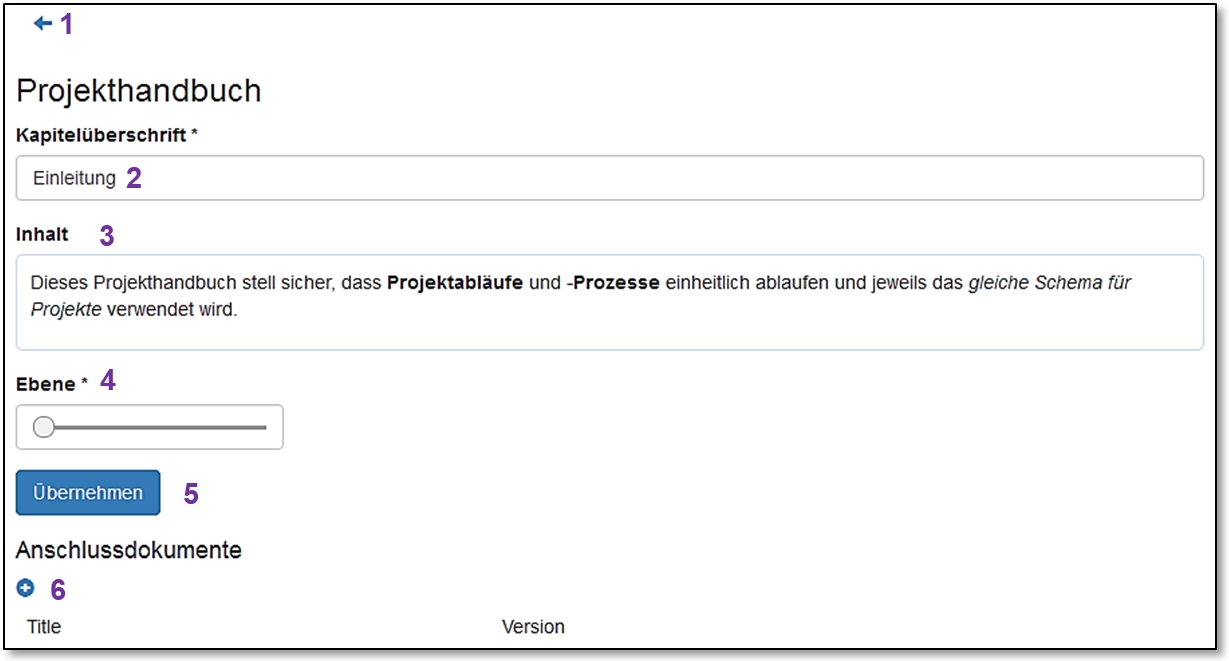 1
Projekthandbuch
Kapitelüberschrift *
Einleitung 2
Inhalt 3
Dieses Projekthandbuch stell sicher, dass Projektabläufe und -Prozesse einheitlich ablaufen und jeweils das gleiche Schema für
Projekte verwendet wird.
Ebene * 4
Übernehmen 5
Anschlussdokumente
6
Title Version